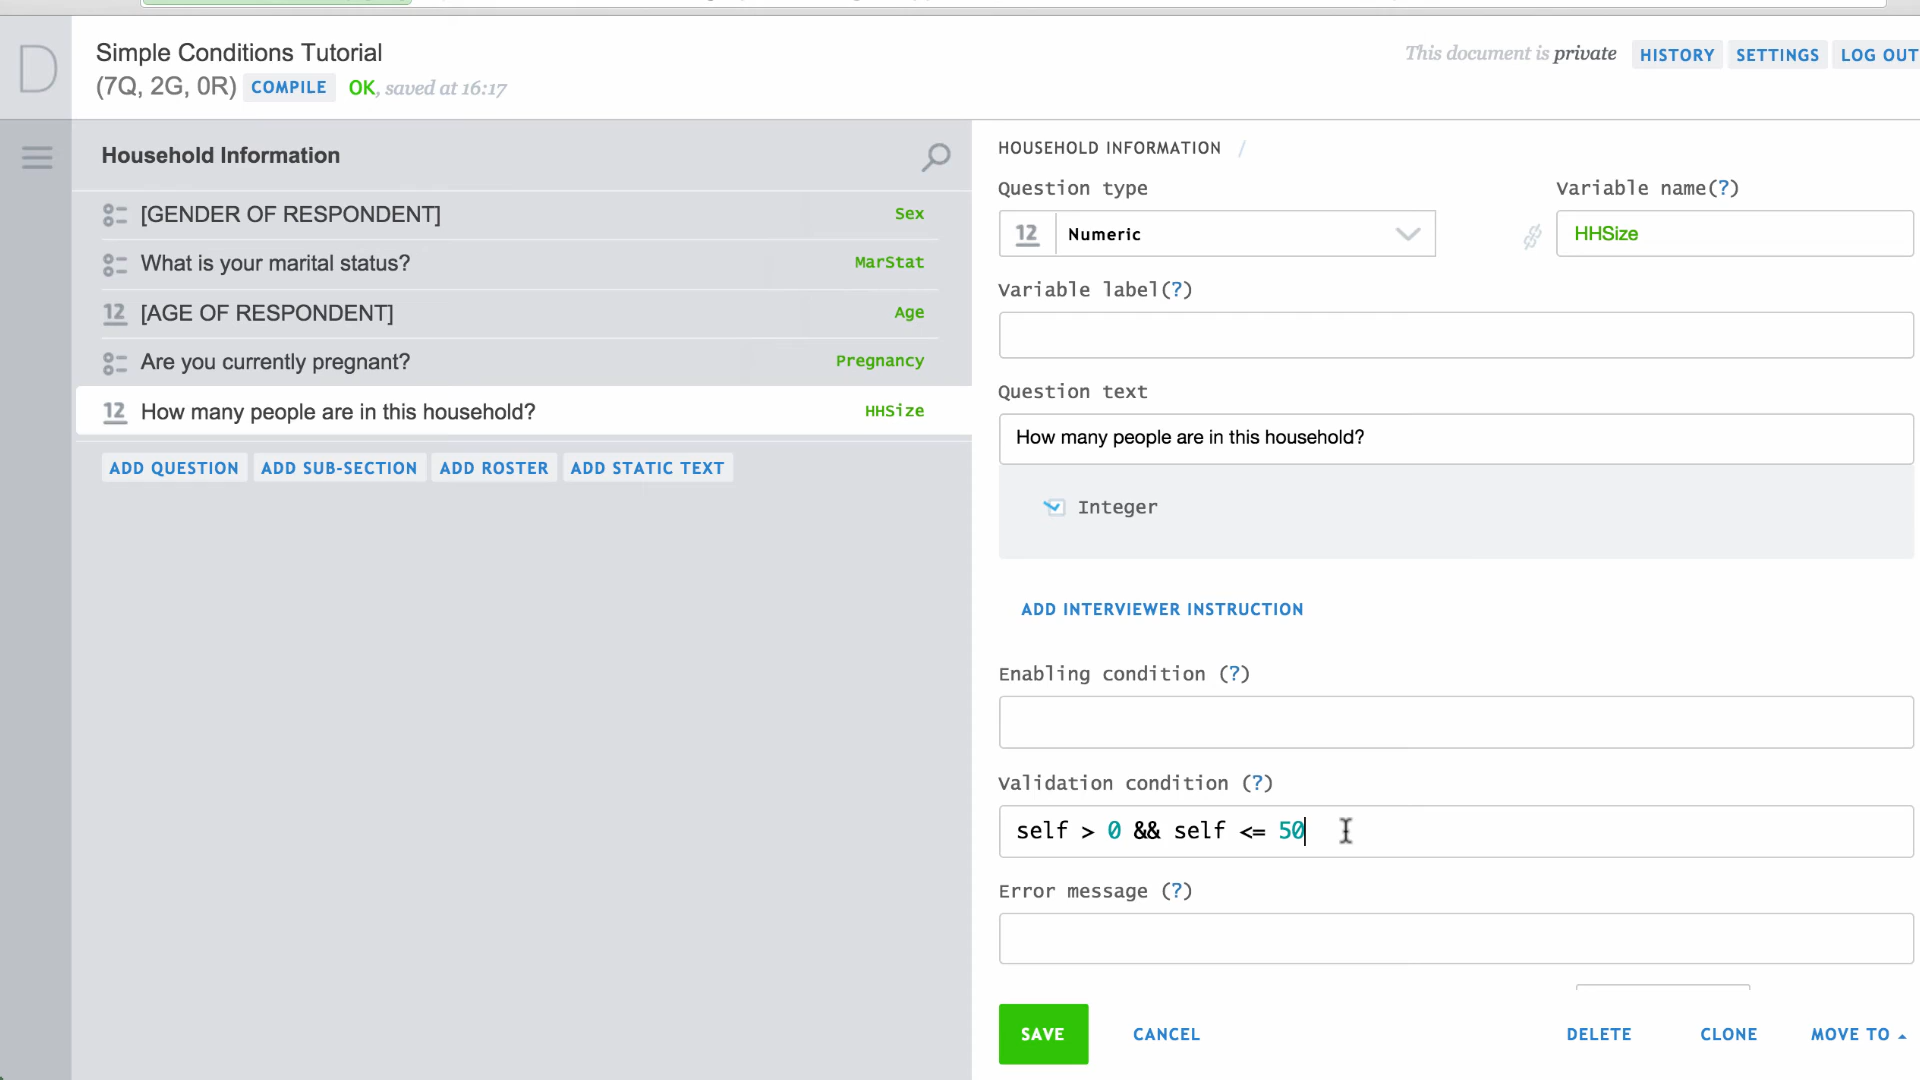 D
Simple Conditions Tutorial
(7Q, 2G, 0R) COMPILE OK, saved at 16:17
This document is private HISTORY SETTINGS LOG OUT
Household Information
[GENDER OF RESPONDENT] Sex
What is your marital status? MarStat
12 [AGE OF RESPONDENT] Age
Are you currently pregnant? Pregnancy
12 How many people are in this household? HHSize
ADD QUESTION ADD SUB-SECTION ADD ROSTER ADD STATIC TEXT
HOUSEHOLD INFORMATION /
Question type Variable name(?)
12 Numeric HHSize
Variable label(?)
Question text
How many people are in this household?
Integer
ADD INTERVIEWER INSTRUCTION
Enabling condition (?)
Validation condition (?)
self > 0 && self <= 50
Error message (?)
SAVE CANCEL DELETE CLONE MOVE TO